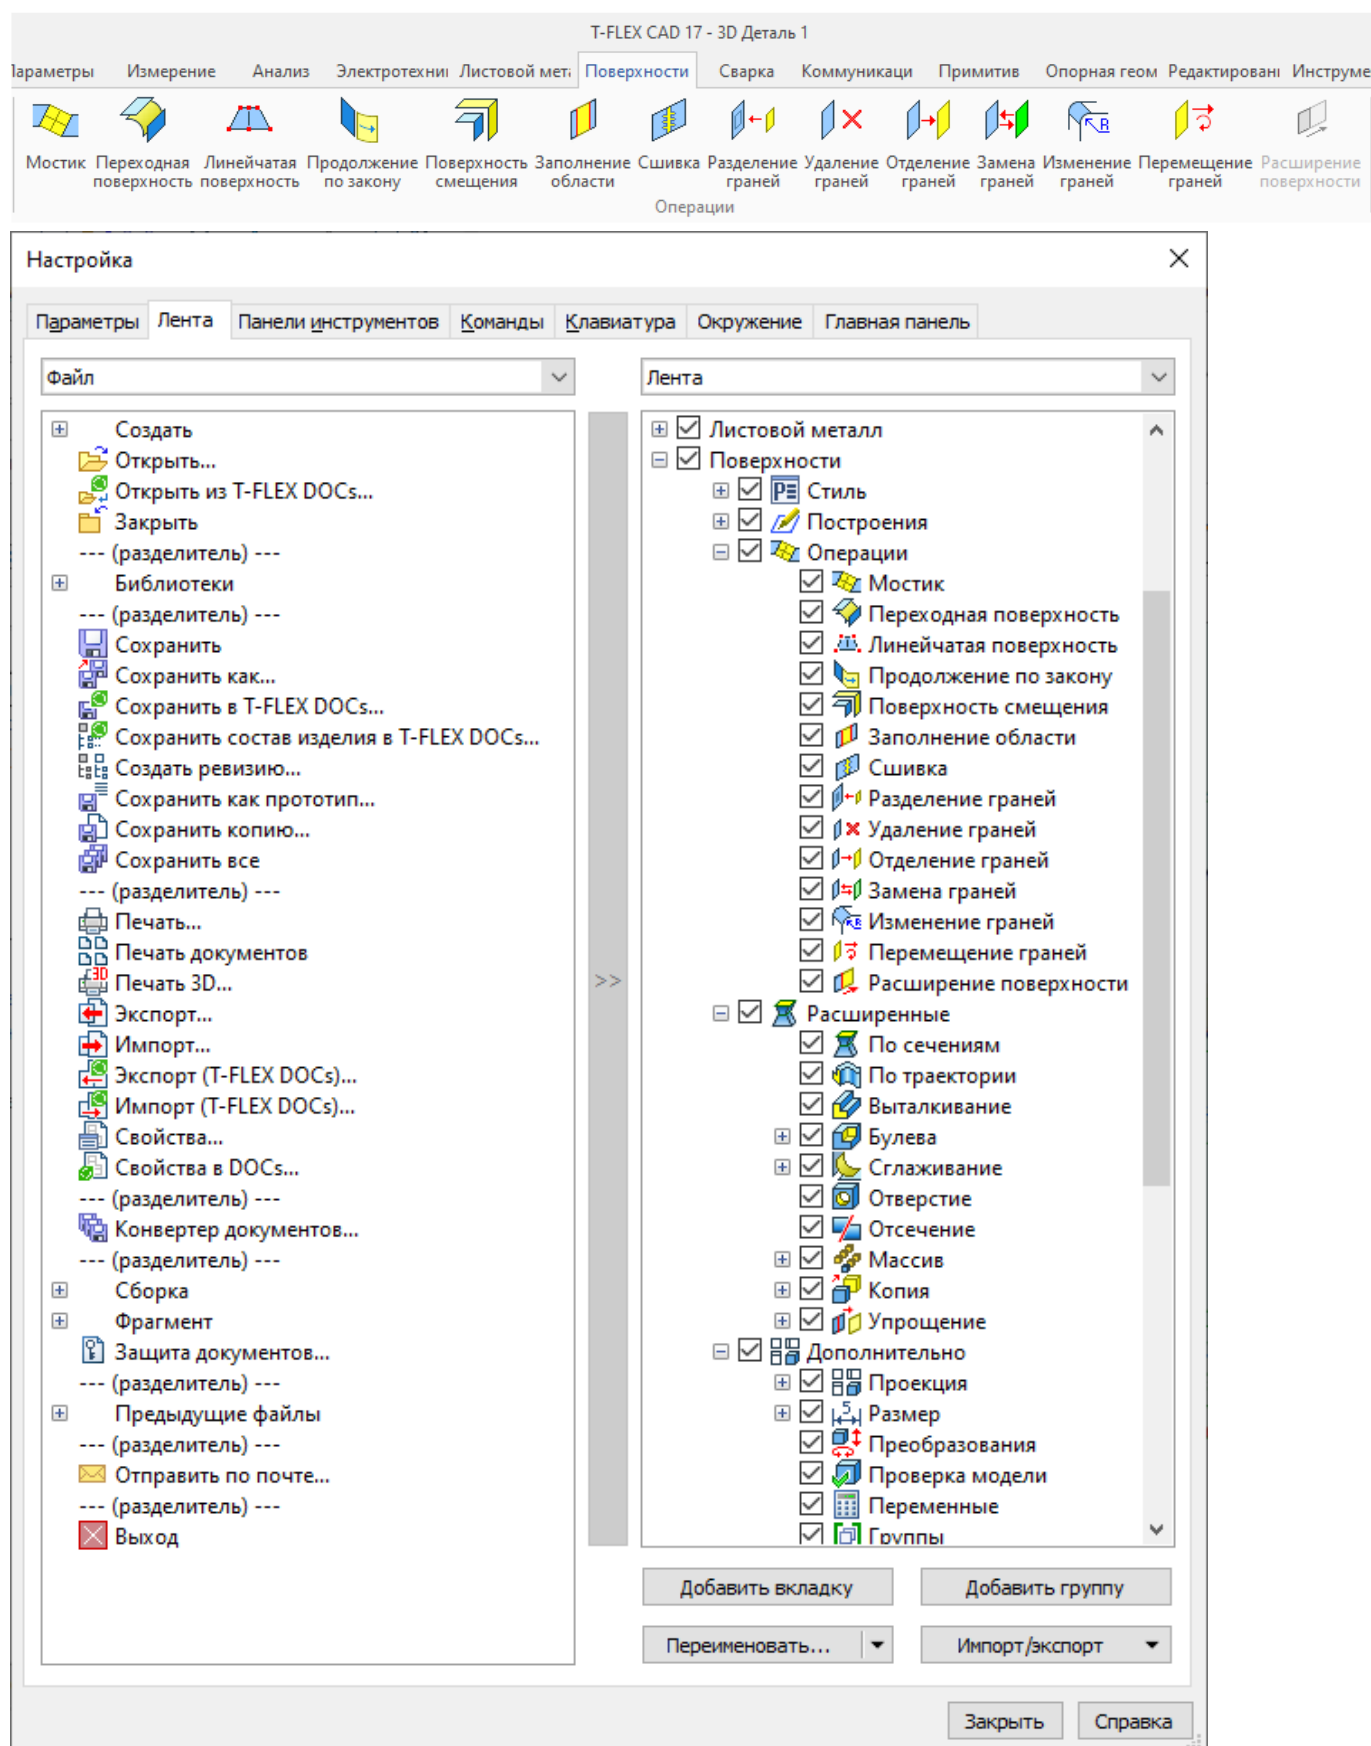 T-FLEX CAD 17 - 3D Деталь 1
Іараметры Измерение Анализ Электротехни Листовой мета Поверхности Сварка Коммуникаци Примитив Опорная геом Редактировани Инструме
Мостик Переходная поверхность Линейчатая поверхность Продолжение по закону Поверхность смещения Заполнение области Сшивка Разделение граней Удаление граней Отделение граней Замена граней Изменение граней Перемещение граней Расширение поверхности
Операции
Настройка
Параметры Лента Панели инструментов Команды Клавиатура Окружение Главная панель
Файл
Создать
Открыть...
Открыть из T-FLEX DOCs...
Закрыть
--- (разделитель) ---
Библиотеки
--- (разделитель) ---
Сохранить
Сохранить как...
Сохранить в T-FLEX DOCs...
Сохранить состав изделия в T-FLEX DOCs...
Создать ревизию...
Сохранить как прототип...
Сохранить копию...
Сохранить все
--- (разделитель) ---
Печать...
Печать документов
Печать 3D...
Экспорт...
Импорт...
Экспорт (T-FLEX DOCs)...
Импорт (T-FLEX DOCs)...
Свойства...
Свойства в DOCs...
--- (разделитель) ---
Конвертер документов...
--- (разделитель) ---
Сборка
Фрагмент
Защита документов...
--- (разделитель) ---
Предыдущие файлы
--- (разделитель) ---
Отправить по почте...
--- (разделитель) ---
Выход
>>
Лента
Листовой металл
Поверхности
Стиль
Построения
Операции
Мостик
Переходная поверхность
Линейчатая поверхность
Продолжение по закону
Поверхность смещения
Заполнение области
Сшивка
Разделение граней
Удаление граней
Отделение граней
Замена граней
Изменение граней
Перемещение граней
Расширение поверхности
Расширенные
По сечениям
По траектории
Выталкивание
Булева
Сглаживание
Отверстие
Отсечение
Массив
Копия
Упрощение
Дополнительно
Проекция
Размер
Преобразования
Проверка модели
Переменные
Группы
Добавить вкладку Добавить группу
Переименовать... Импорт/экспорт
Закрыть Справка